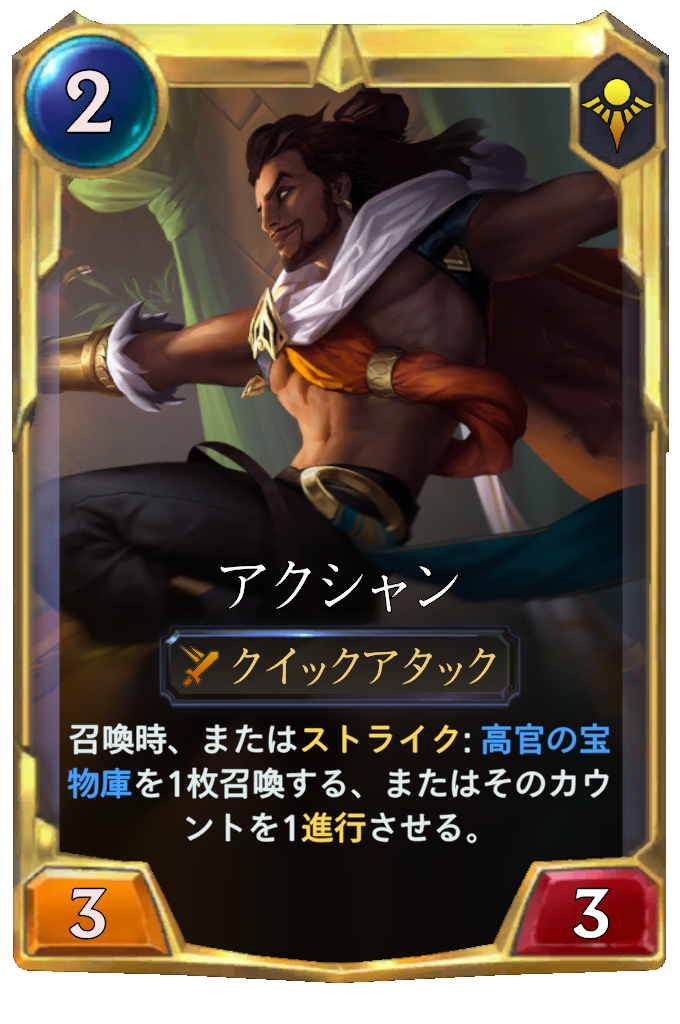 2
アクシャン
クイックアタック
召喚時、またはストライク: 高官の宝
物庫を1枚召喚する、またはそのカウ
ントを1進行させる。
3
3